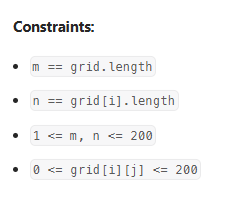 Constraints:
• m == grid.length
• n == grid[i].length
• 1 <= m, n <= 200
• 0 <= grid[i][j] <= 200